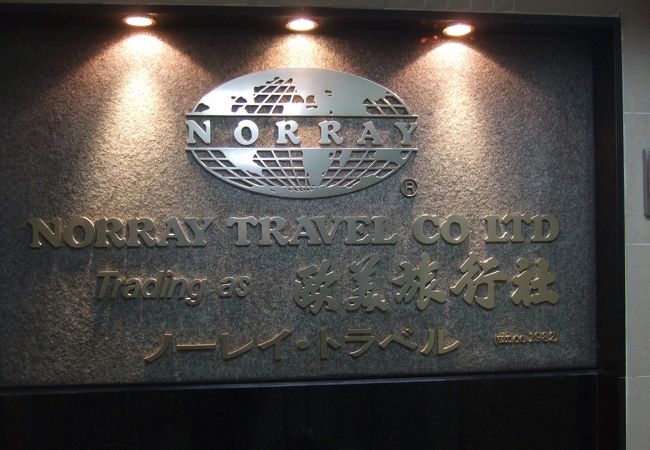 NORRAY
®
NORRAY TRAVEL CO LTD
Trading as 歐美旅行社
ノーレイ・トラベル (since 1982)